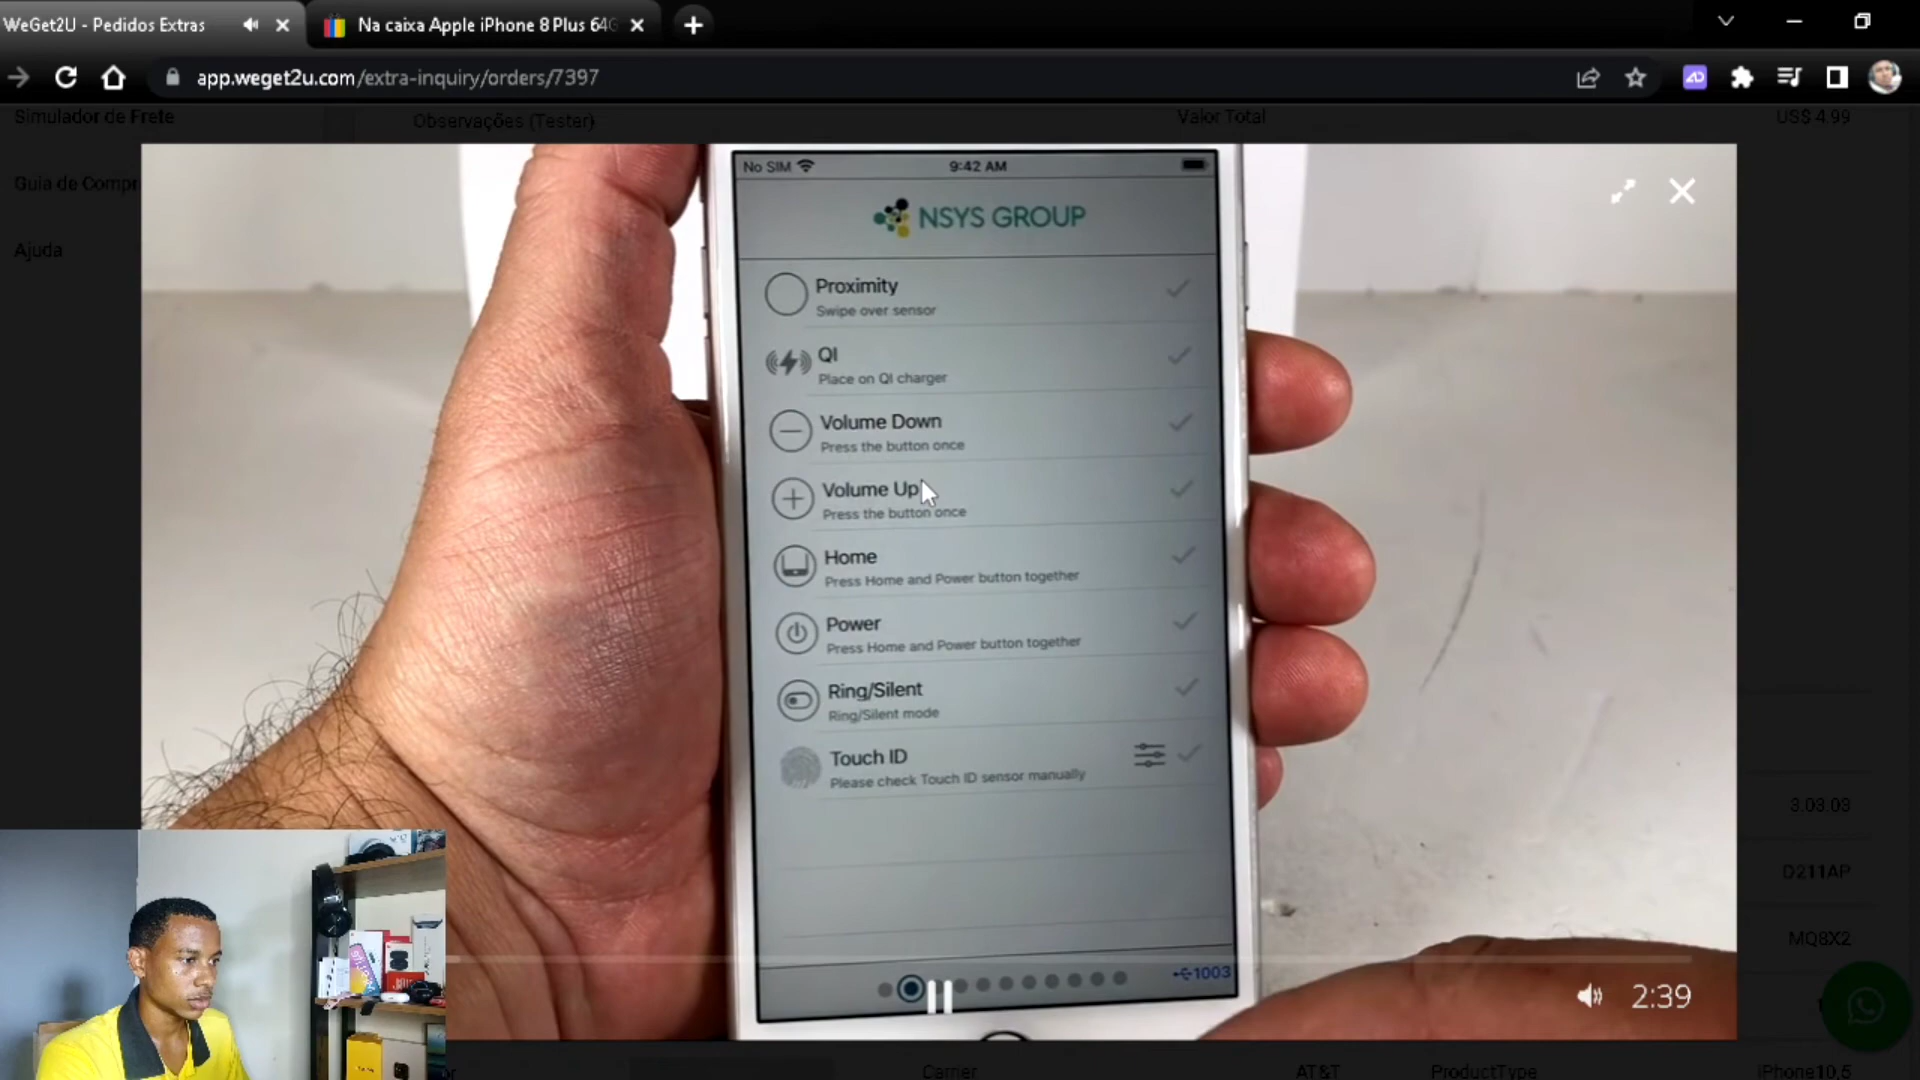 WeGet2U - Pedidos Extras
Na caixa Apple iPhone 8 Plus 64G
app.weget2u.com/extra-inquiry/orders/7397
Simulador de Frete
Observações (Tester)
Valor Total
US$ 4.99
Guia de Compr
Ajuda
No SIM
9:42 AM
NSYS GROUP
Proximity
Swipe over sensor
QI
Place on QI charger
Volume Down
Press the button once
Volume Up
Press the button once
Home
Press Home and Power button together
Power
Press Home and Power button together
Ring/Silent
Ring/Silent mode
Touch ID
Please check Touch ID sensor manually
1003
2:39
3.03.03
D211AP
MQ8X2
or
Carrier
AT&T
ProductType
iPhone10,5